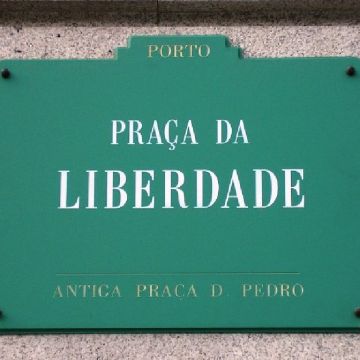 PORTO
PRAÇA DA
LIBERDADE
ANTIGA PRAÇA D. PEDRO